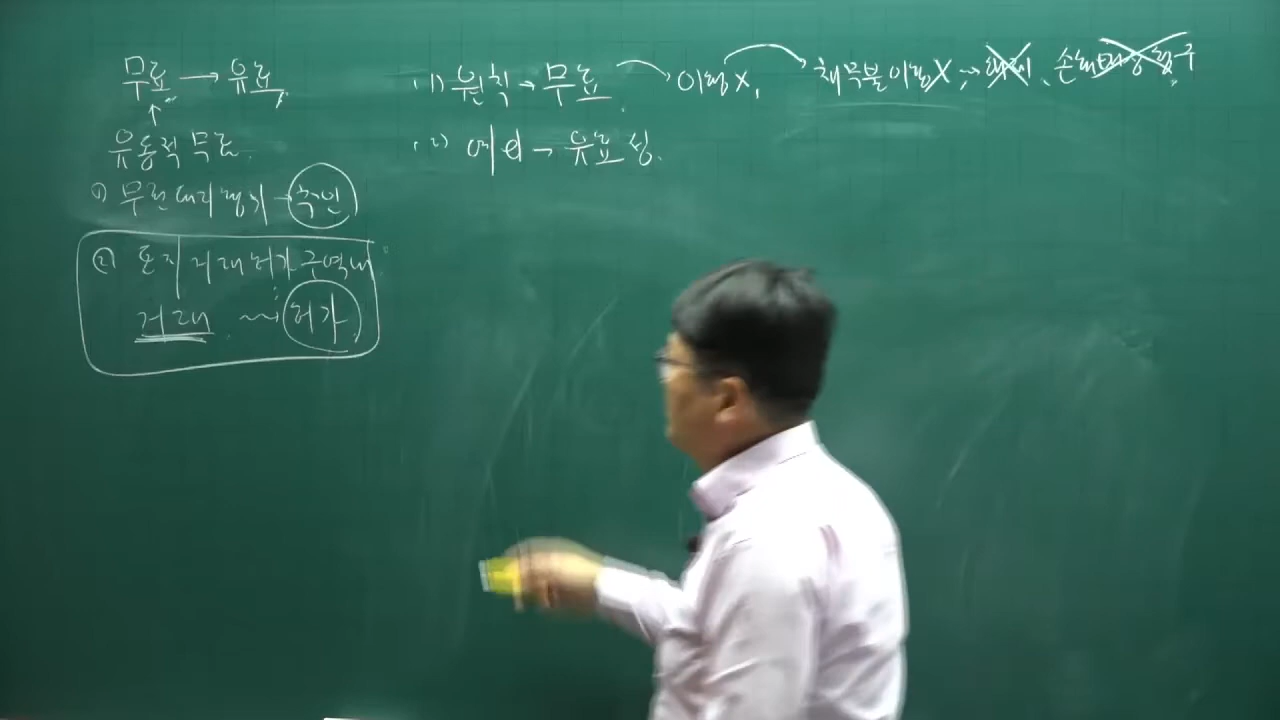 무효 → 유효
유동적 무효.
① 무권대리행위 → 추인
② 토지거래허가구역내
거래 허가
(1) 원칙 → 무효. 이행X. 채무불이행X → 해제, 손해배상청구
(2) 예외 → 유효성.